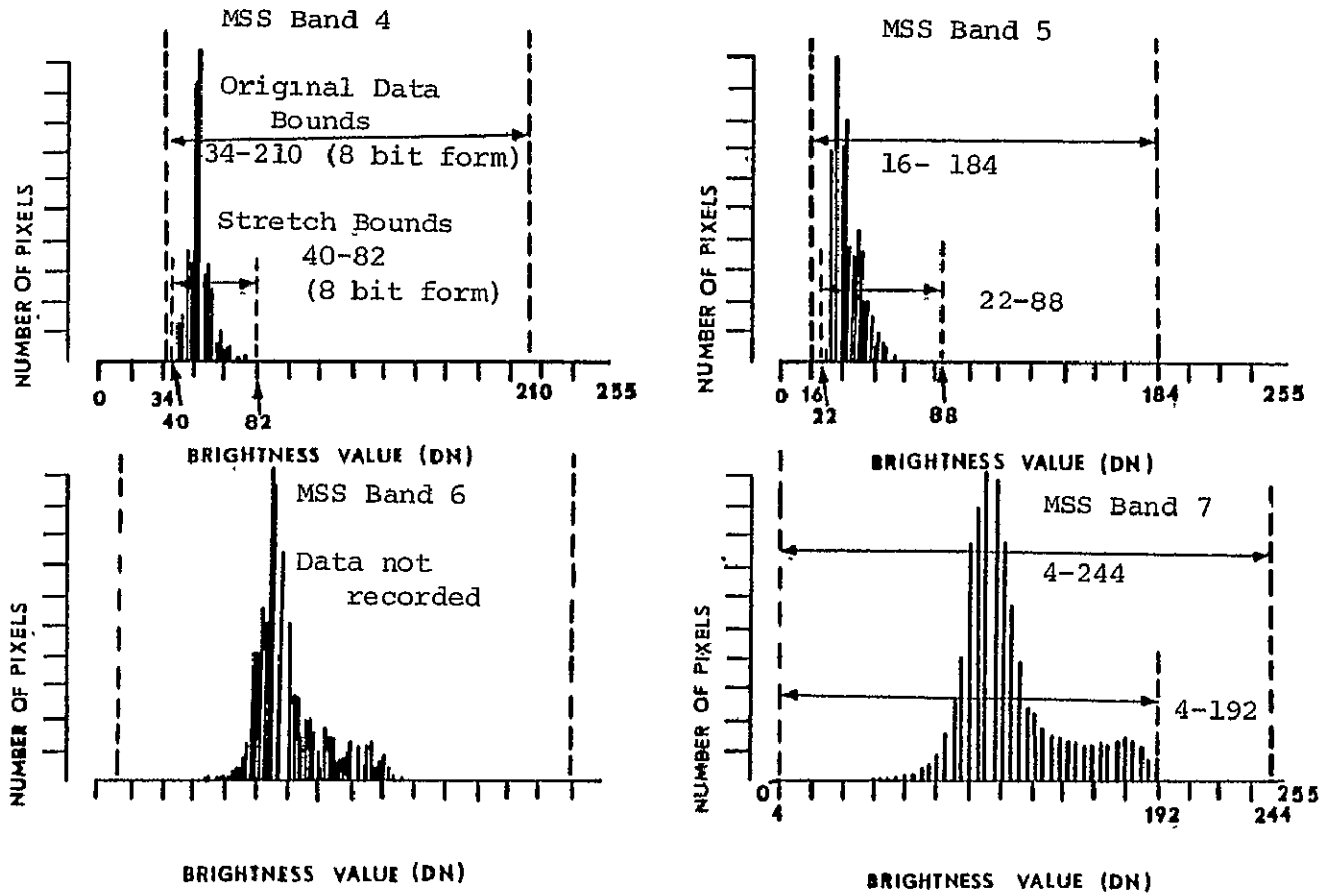 MSS Band 4
Original Data
Bounds
34-210 (8 bit form)
Stretch Bounds
40-82
(8 bit form)
NUMBER OF PIXELS
0
34
40
82
210
255
BRIGHTNESS VALUE (DN)
MSS Band 5
16- 184
22-88
NUMBER OF PIXELS
0
16
22
88
184
255
BRIGHTNESS VALUE (DN)
MSS Band 6
Data not
recorded
NUMBER OF PIXELS
BRIGHTNESS VALUE (DN)
MSS Band 7
4-244
4-192
NUMBER OF PIXELS
0
4
192
244
255
BRIGHTNESS VALUE (DN)